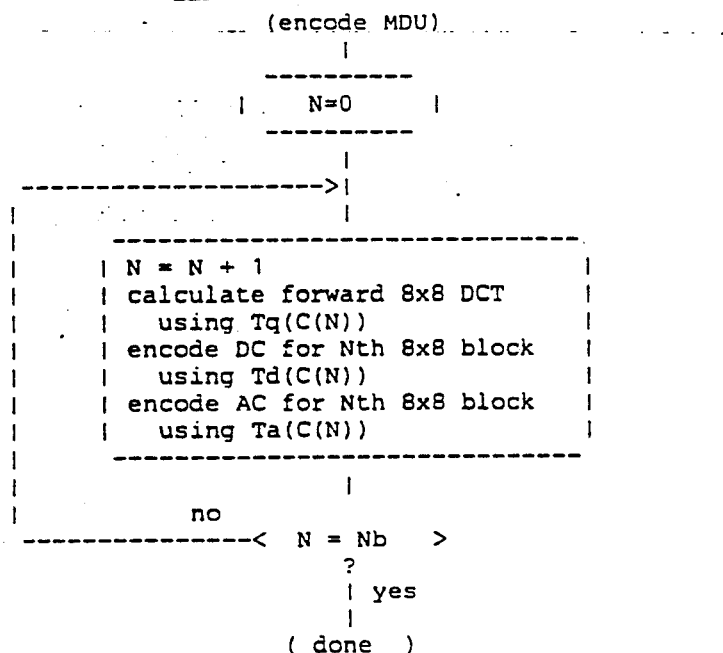 (encode MDU)
N=0
N = N + 1
calculate forward 8x8 DCT
using Tq(C(N))
encode DC for Nth 8x8 block
using Td(C(N))
encode AC for Nth 8x8 block
using Ta(C(N))
no
< N = Nb >
?
yes
( done )